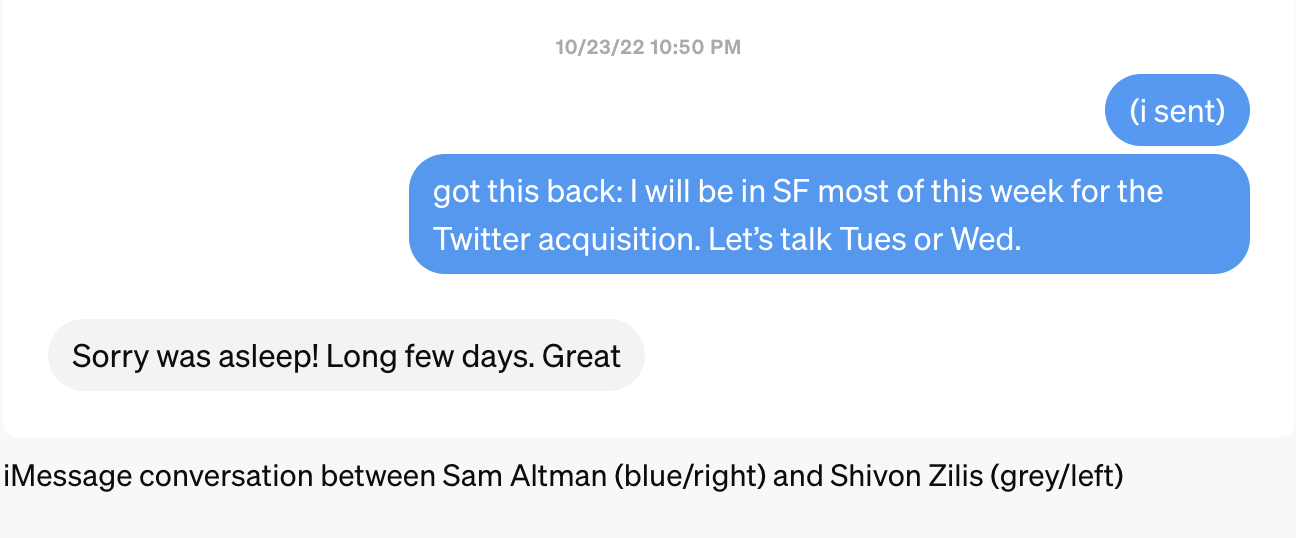 10/23/22 10:50 PM
(i sent)
got this back: I will be in SF most of this week for the
Twitter acquisition. Let’s talk Tues or Wed.
Sorry was asleep! Long few days. Great
iMessage conversation between Sam Altman (blue/right) and Shivon Zilis (grey/left)